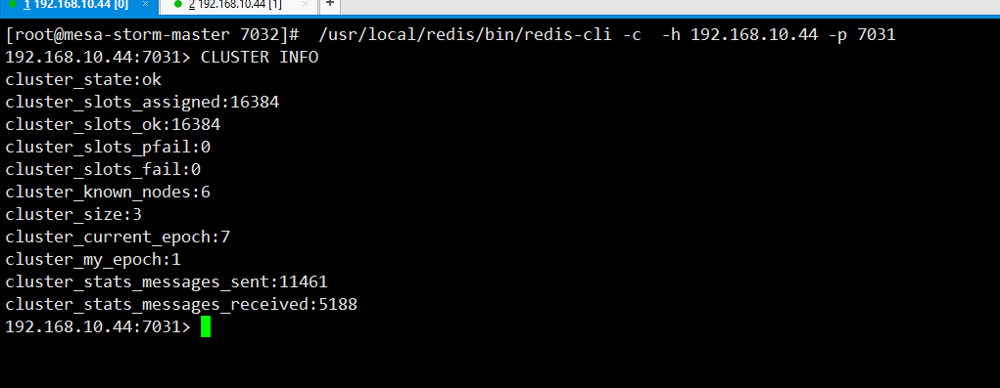 1 192.168.10.44 [0] × 2 192.168.10.44 [1] × +
[root@mesa-storm-master 7032]#  /usr/local/redis/bin/redis-cli -c  -h 192.168.10.44 -p 7031
192.168.10.44:7031> CLUSTER INFO
cluster_state:ok
cluster_slots_assigned:16384
cluster_slots_ok:16384
cluster_slots_pfail:0
cluster_slots_fail:0
cluster_known_nodes:6
cluster_size:3
cluster_current_epoch:7
cluster_my_epoch:1
cluster_stats_messages_sent:11461
cluster_stats_messages_received:5188
192.168.10.44:7031>